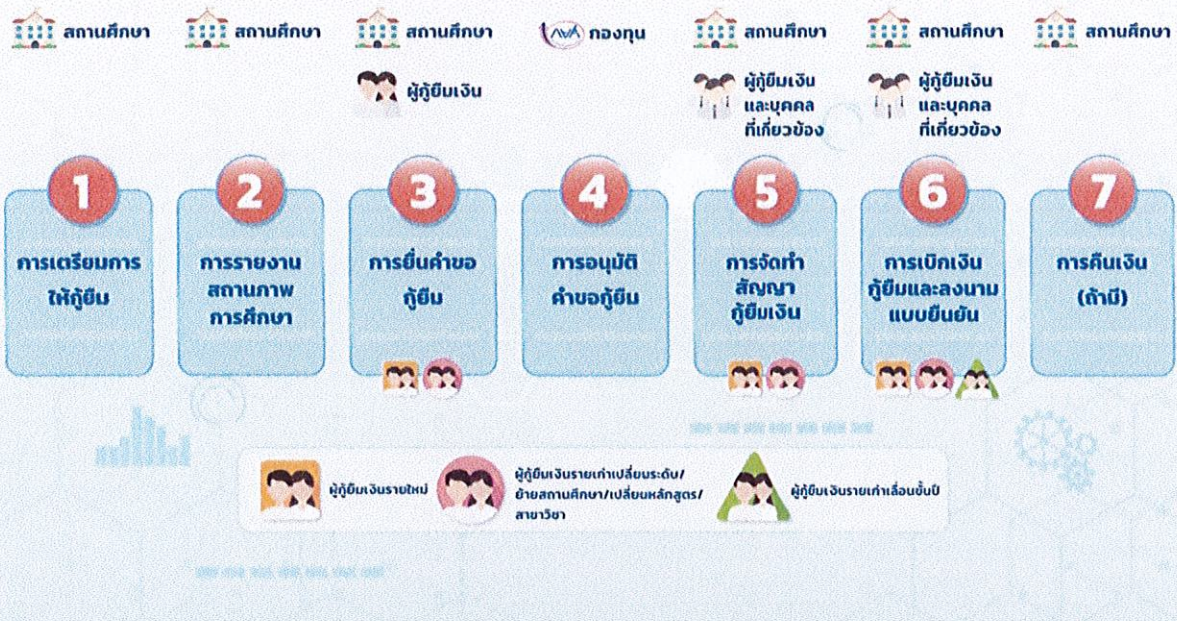 สถานศึกษา
สถานศึกษา
สถานศึกษา
ผู้กู้ยืมเงิน
กยศ กองทุน
สถานศึกษา
ผู้กู้ยืมเงิน
และบุคคล
ที่เกี่ยวข้อง
สถานศึกษา
ผู้กู้ยืมเงิน
และบุคคล
ที่เกี่ยวข้อง
สถานศึกษา
1
การเตรียมการ
ให้กู้ยืม
2
การรายงาน
สถานภาพ
การศึกษา
3
การยื่นคำขอ
กู้ยืม
4
การอนุมัติ
คำขอกู้ยืม
5
การจัดทำ
สัญญา
กู้ยืมเงิน
6
การเบิกเงิน
กู้ยืมและลงนาม
แบบยืนยัน
7
การคืนเงิน
(ถ้ามี)
ผู้กู้ยืมเงินรายใหม่
ผู้กู้ยืมเงินรายเก่าเปลี่ยนระดับ/
ย้ายสถานศึกษา/เปลี่ยนหลักสูตร/
สาขาวิชา
ผู้กู้ยืมเงินรายเก่าเลื่อนชั้นปี